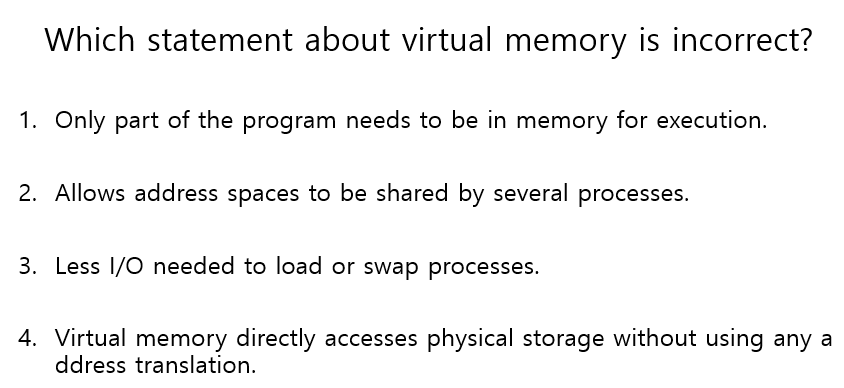 Which statement about virtual memory is incorrect?
1. Only part of the program needs to be in memory for execution.
2. Allows address spaces to be shared by several processes.
3. Less I/O needed to load or swap processes.
4. Virtual memory directly accesses physical storage without using any a
ddress translation.